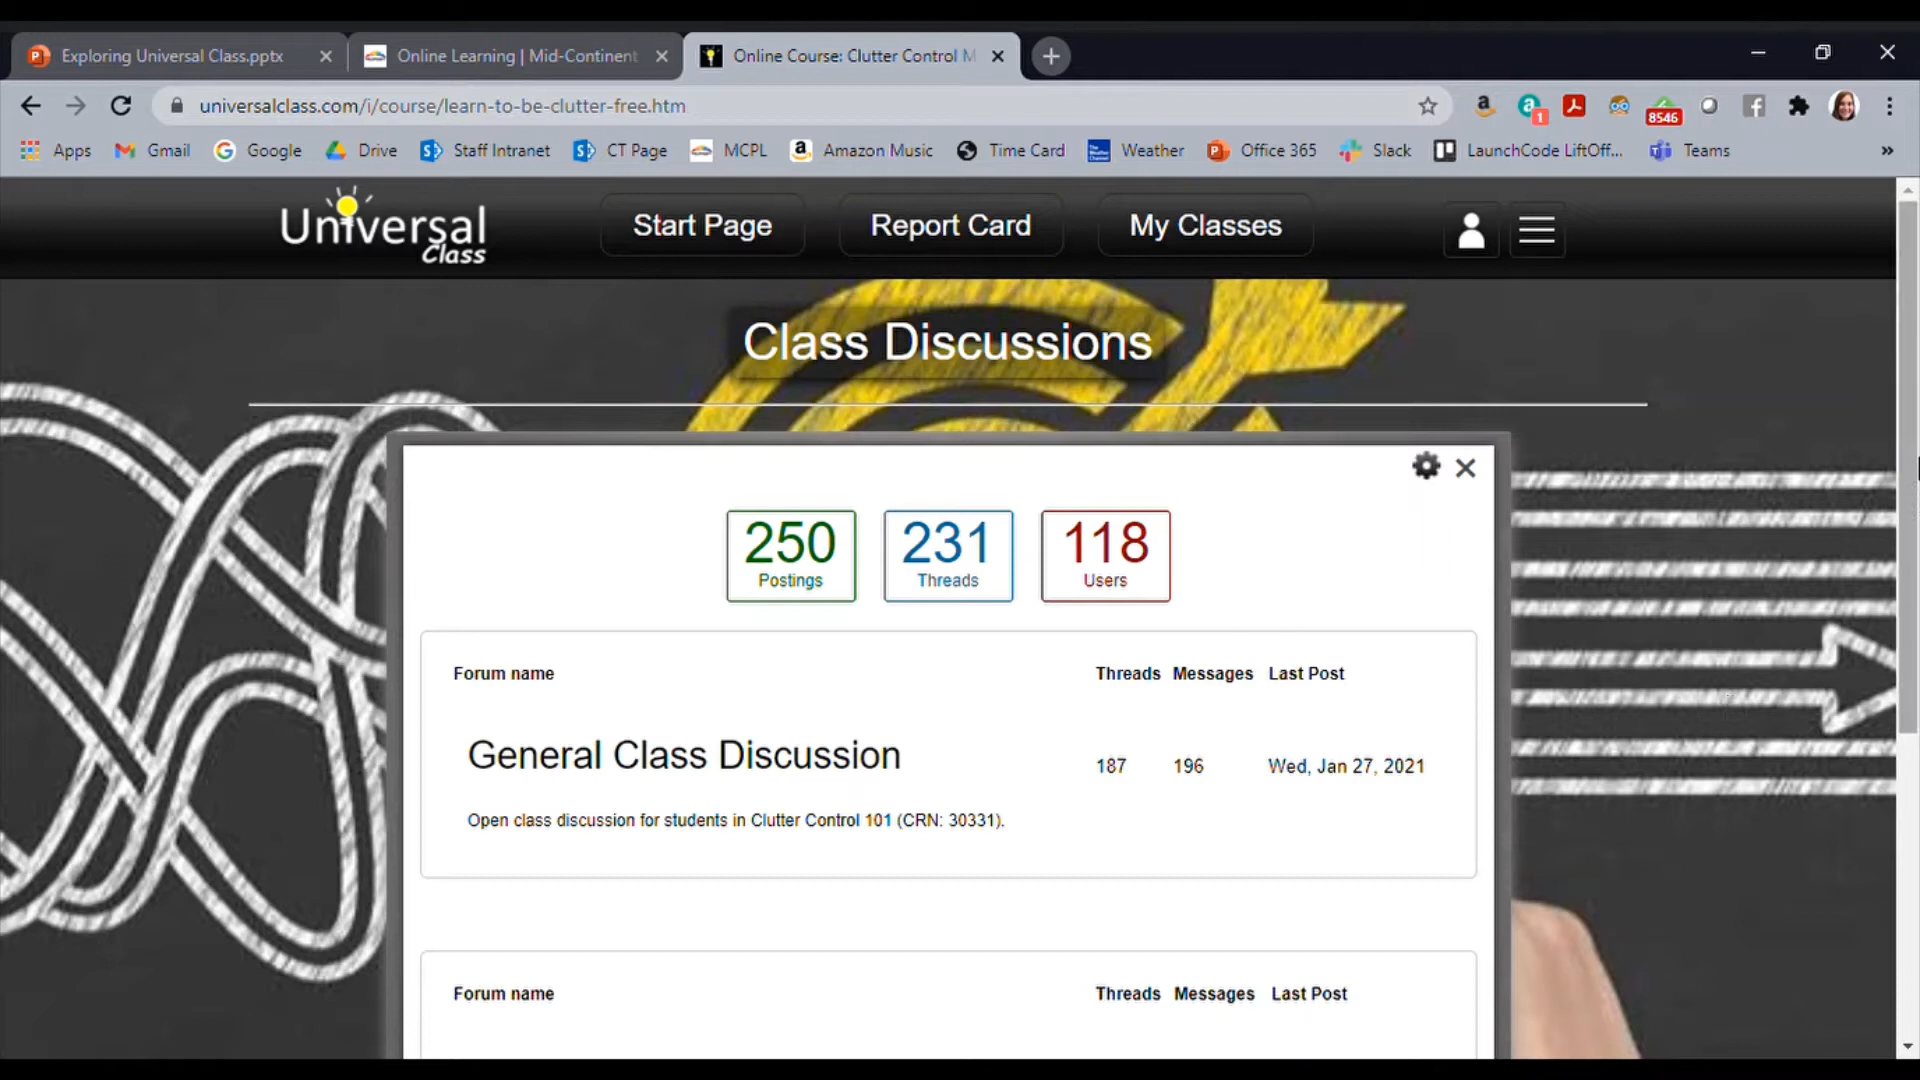 Exploring Universal Class.pptx
Online Learning | Mid-Continent
Online Course: Clutter Control M
universalclass.com/i/course/learn-to-be-clutter-free.htm
1
8546
Apps
Gmail
Google
Drive
Staff Intranet
CT Page
MCPL
Amazon Music
Time Card
Weather
Office 365
Slack
LaunchCode LiftOff...
Teams
»
Universal Class
Start Page
Report Card
My Classes
Class Discussions
250
Postings
231
Threads
118
Users
Forum name Threads Messages Last Post
General Class Discussion 187 196 Wed, Jan 27, 2021
Open class discussion for students in Clutter Control 101 (CRN: 30331).
Forum name Threads Messages Last Post